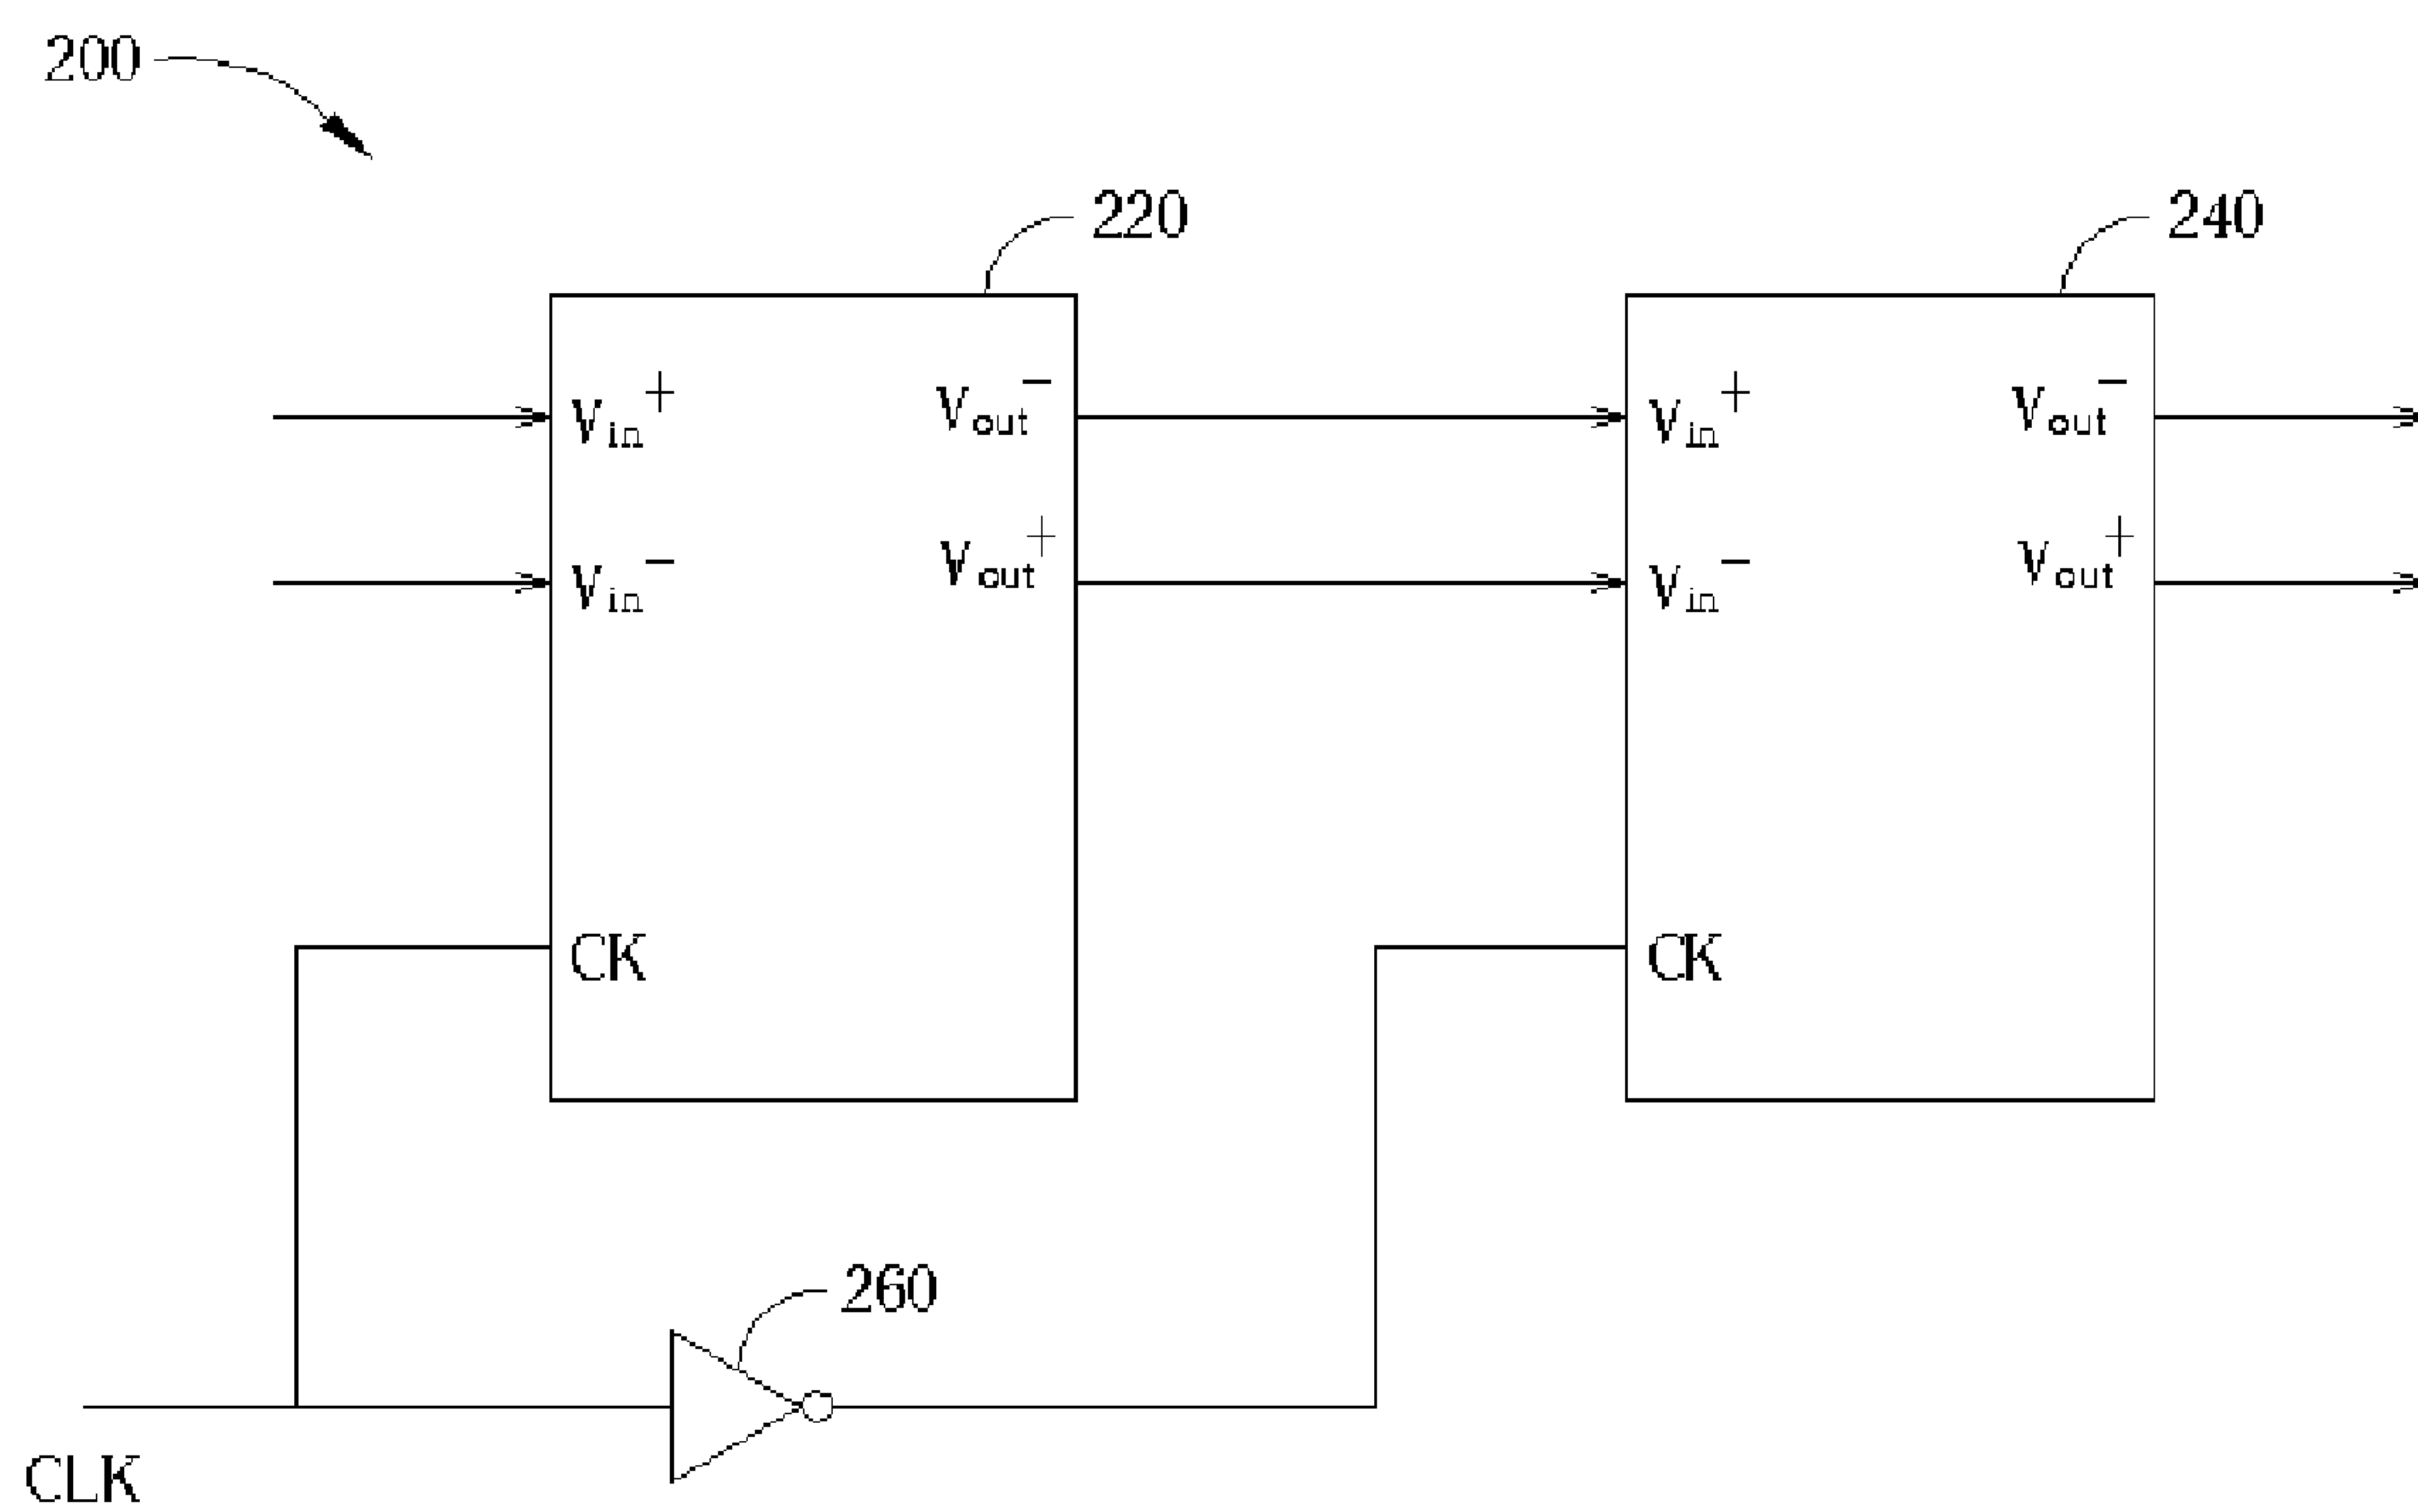 200
220
240
Vin+ Vout- Vin+ Vout-
Vin- Vout+ Vin- Vout+
CK CK
260
CLK